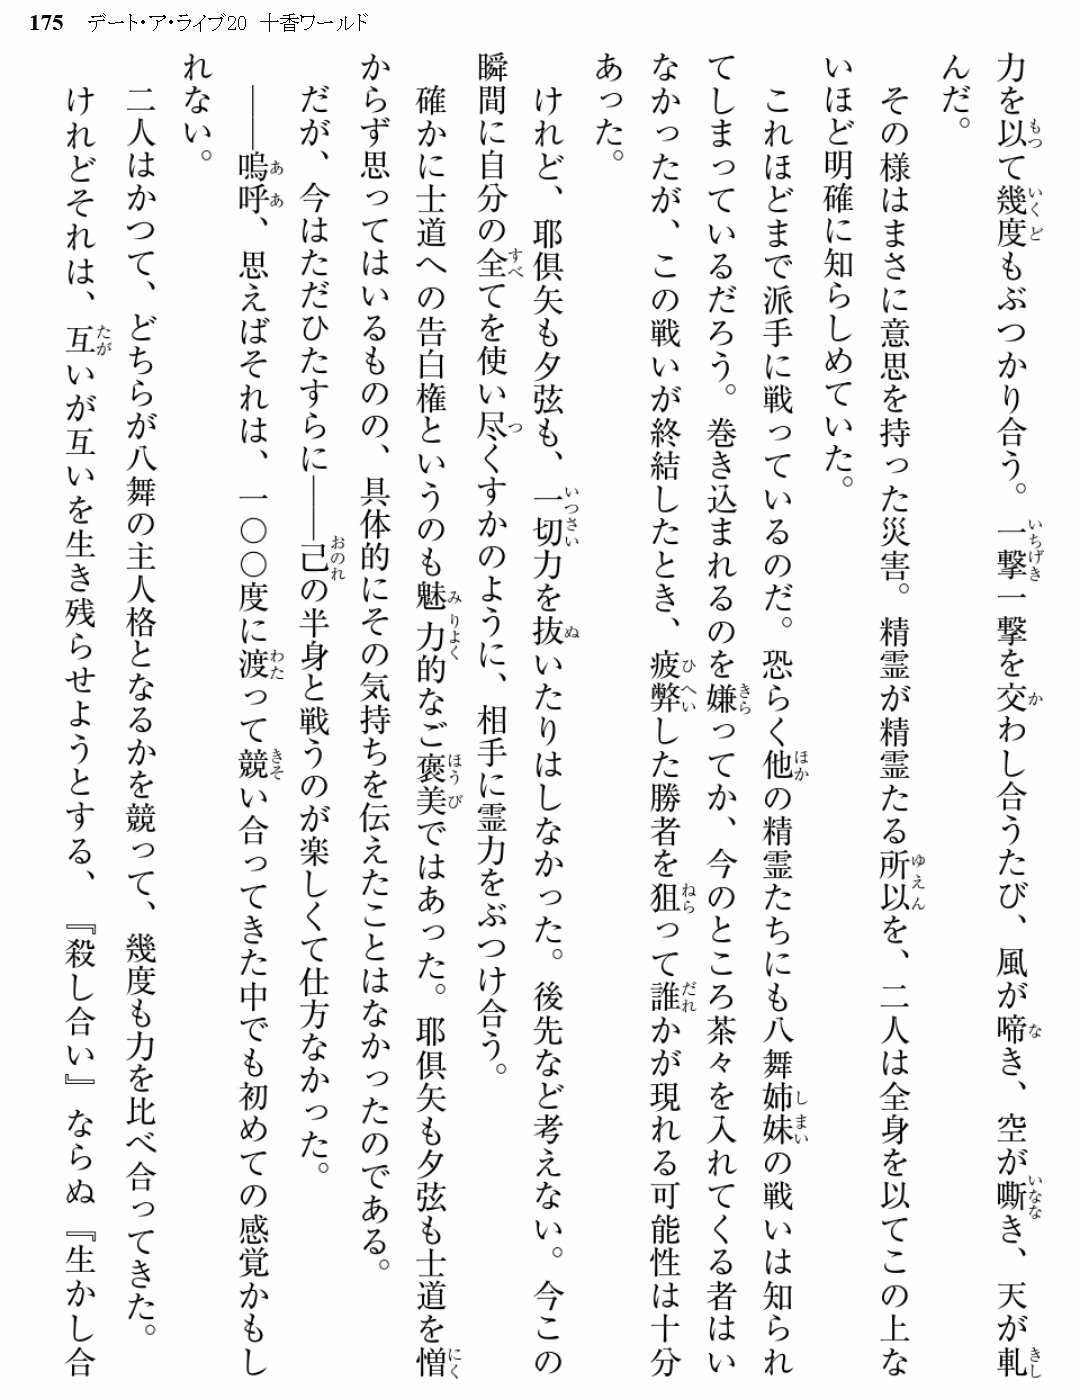 175　デート・ア・ライブ20　十香ワールド
力を以て幾度もぶつかり合う。一撃一撃を交わし合うたび、風が啼き、空が嘶き、天が軋
んだ。
　その様はまさに意思を持った災害。精霊が精霊たる所以を、二人は全身を以てこの上な
いほど明確に知らしめていた。
　これほどまで派手に戦っているのだ。恐らく他の精霊たちにも八舞姉妹の戦いは知られ
てしまっているだろう。巻き込まれるのを嫌ってか、今のところ茶々を入れてくる者はい
なかったが、この戦いが終結したとき、疲弊した勝者を狙って誰かが現れる可能性は十分
あった。
　けれど、耶倶矢も夕弦も、一切力を抜いたりはしなかった。後先など考えない。今この
瞬間に自分の全てを使い尽くすかのように、相手に霊力をぶつけ合う。
　確かに士道への告白権というのも魅力的なご褒美ではあった。耶倶矢も夕弦も士道を憎
からず思ってはいるものの、具体的にその気持ちを伝えたことはなかったのである。
　だが、今はただひたすらに――己の半身と戦うのが楽しくて仕方なかった。
　――嗚呼、思えばそれは、一〇〇度に渡って競い合ってきた中でも初めての感覚かもし
れない。
　二人はかつて、どちらが八舞の主人格となるかを競って、幾度も力を比べ合ってきた。
　けれどそれは、互いが互いを生き残らせようとする、『殺し合い』ならぬ『生かし合